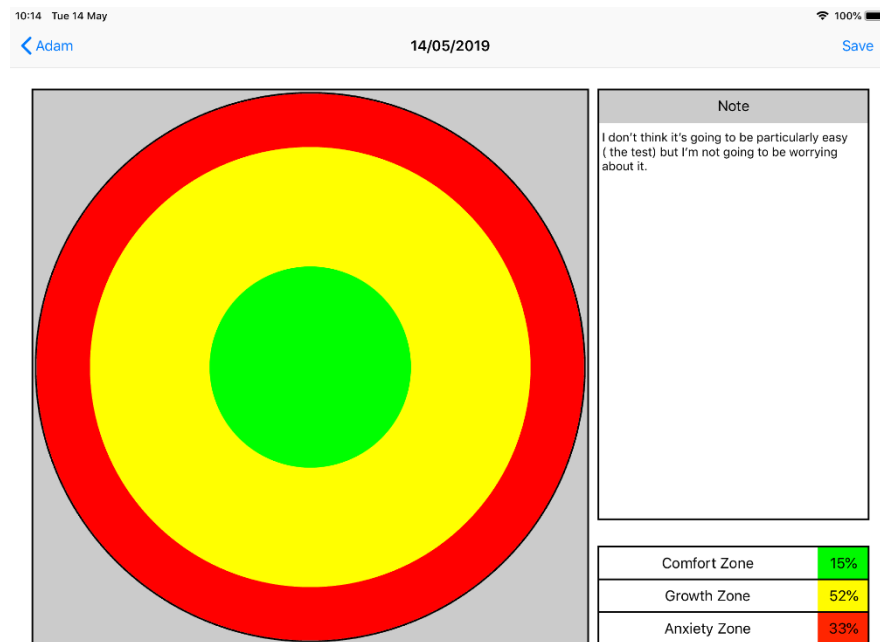 10:14 Tue 14 May
100%
Adam
14/05/2019
Save
Note
I don't think it's going to be particularly easy
( the test) but I'm not going to be worrying
about it.
Comfort Zone 15%
Growth Zone 52%
Anxiety Zone 33%